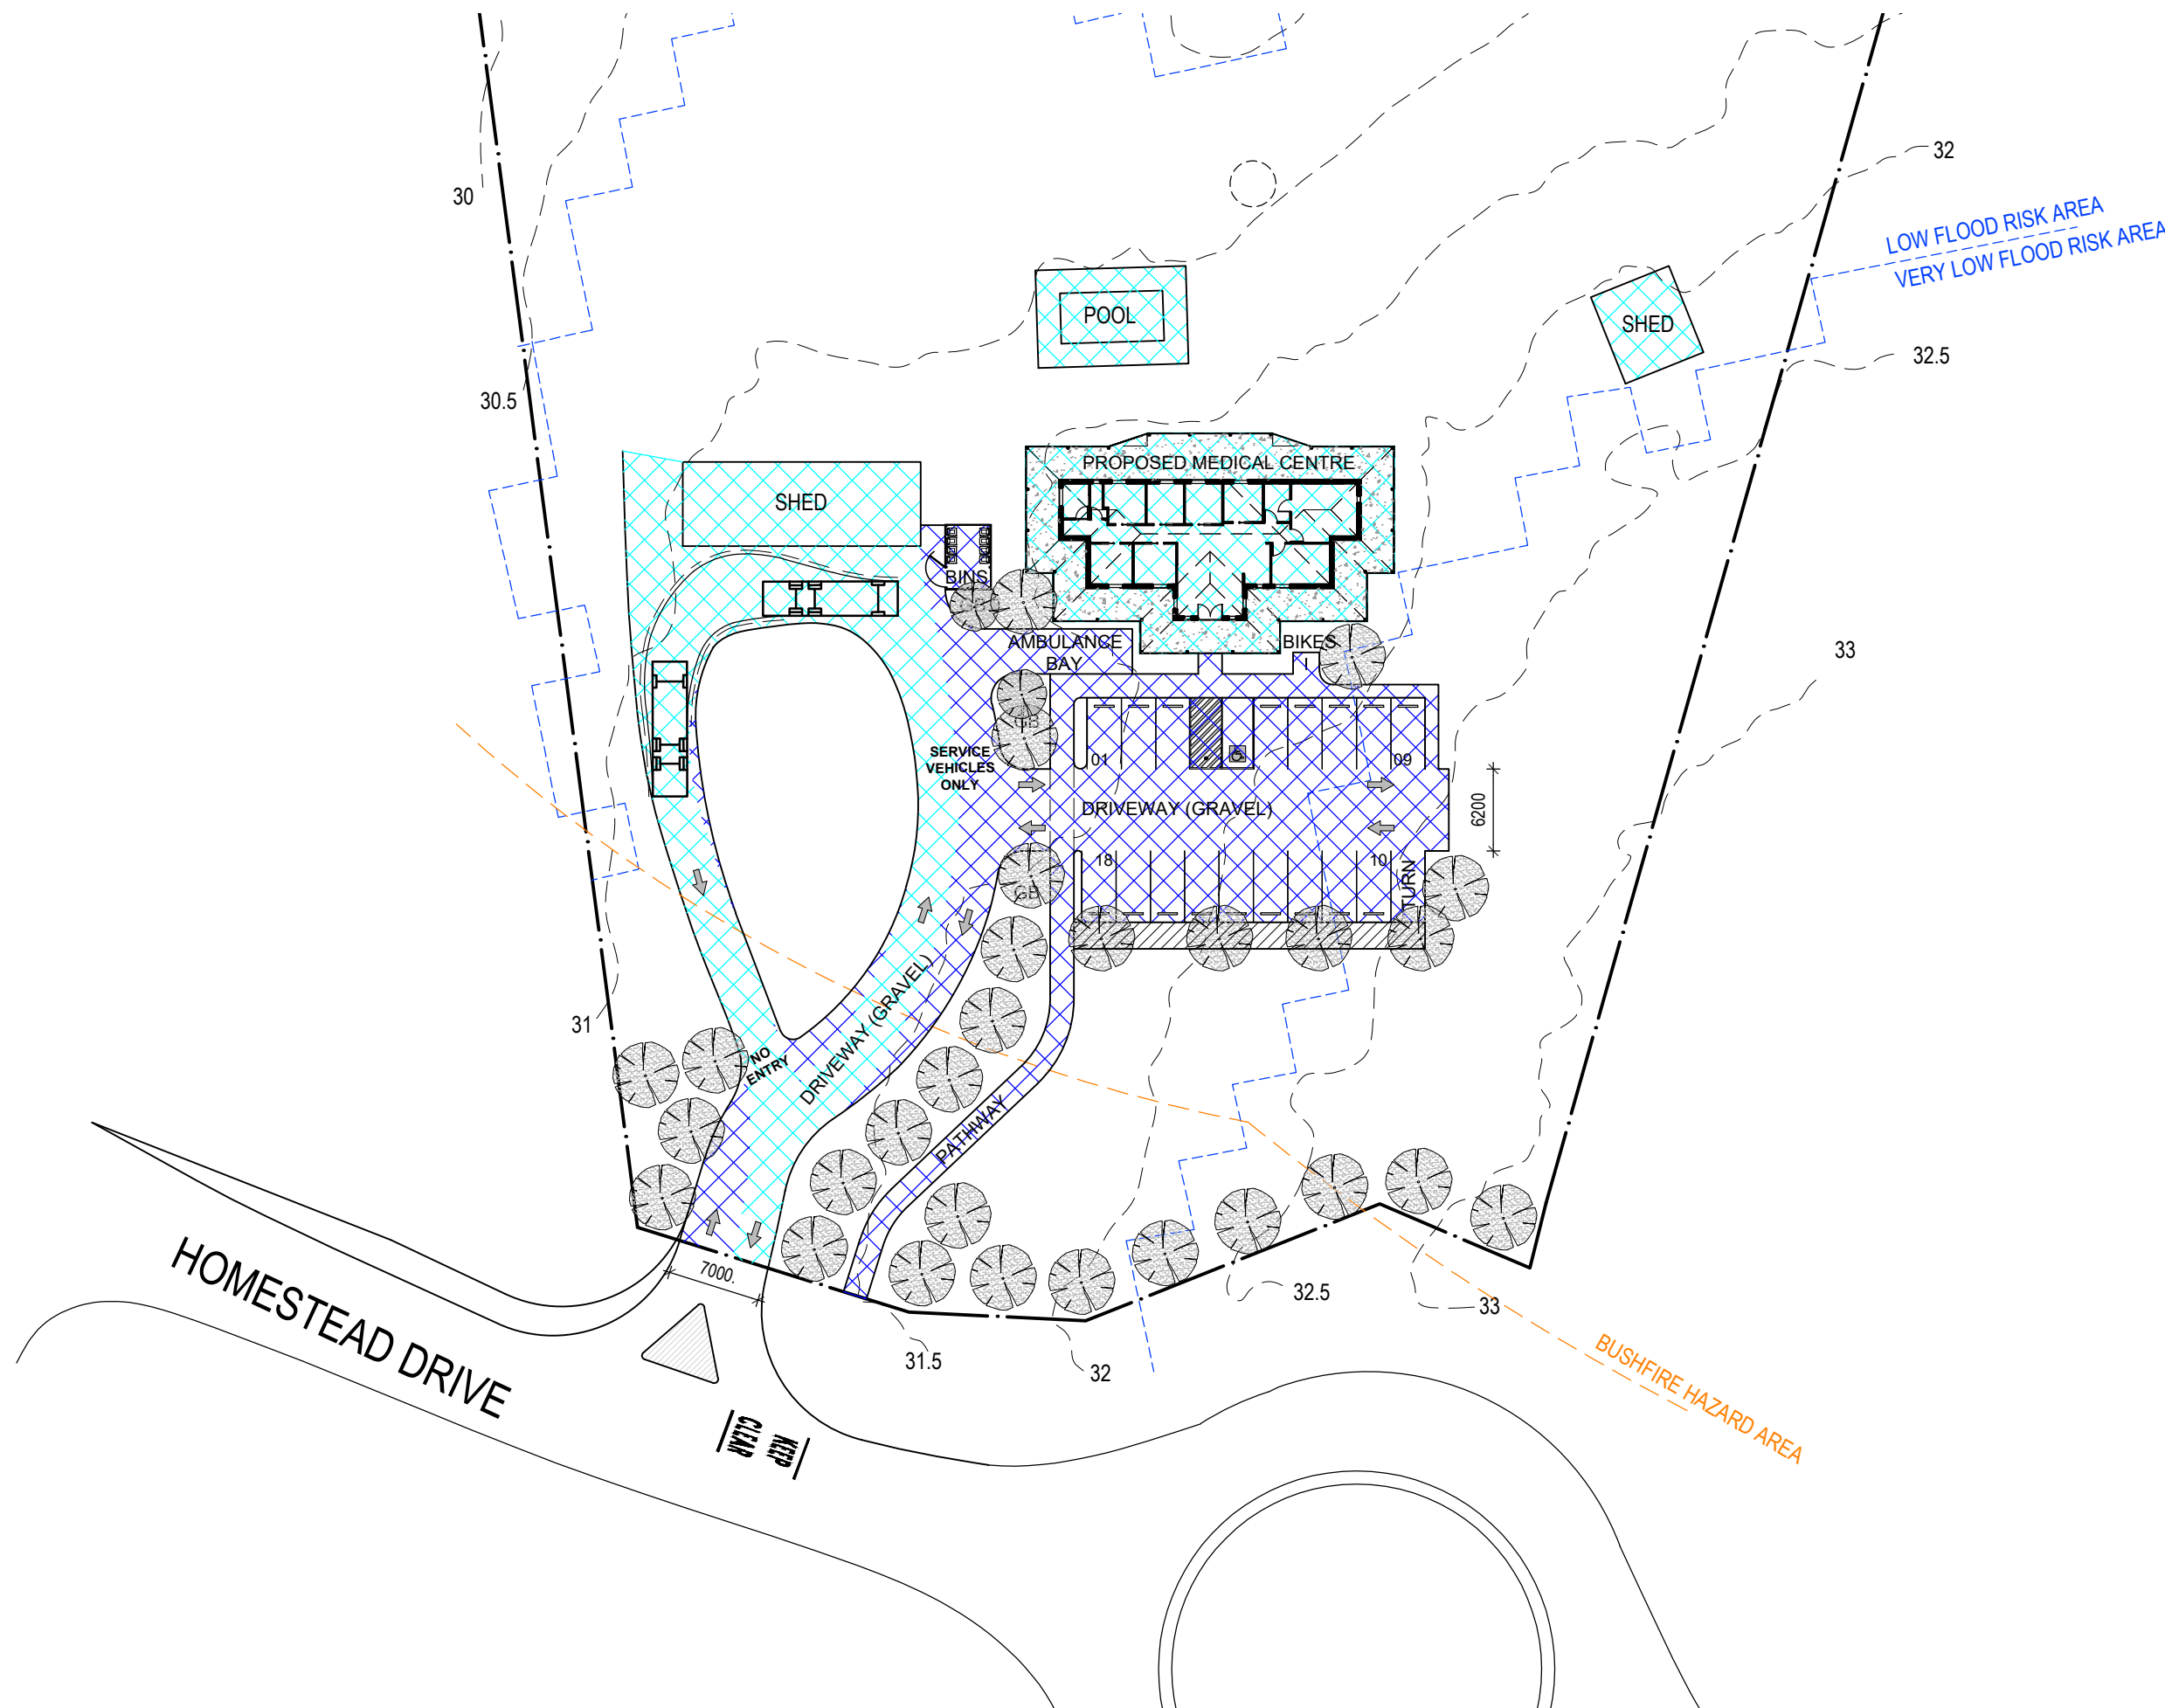 32
LOW FLOOD RISK AREA
VERY LOW FLOOD RISK AREA
30
POOL
SHED
32.5
30.5
PROPOSED MEDICAL CENTRE
SHED
BINS
AMBULANCE
BAY
BIKES
33
GB
SERVICE
VEHICLES
ONLY
01
09
DRIVEWAY (GRAVEL)
6200
18
10
TURN
GB
DRIVEWAY (GRAVEL)
31
NO
ENTRY
PATHWAY
HOMESTEAD DRIVE
7000.
32.5
33
31.5
32
BUSHFIRE HAZARD AREA
KEEP
CLEAR